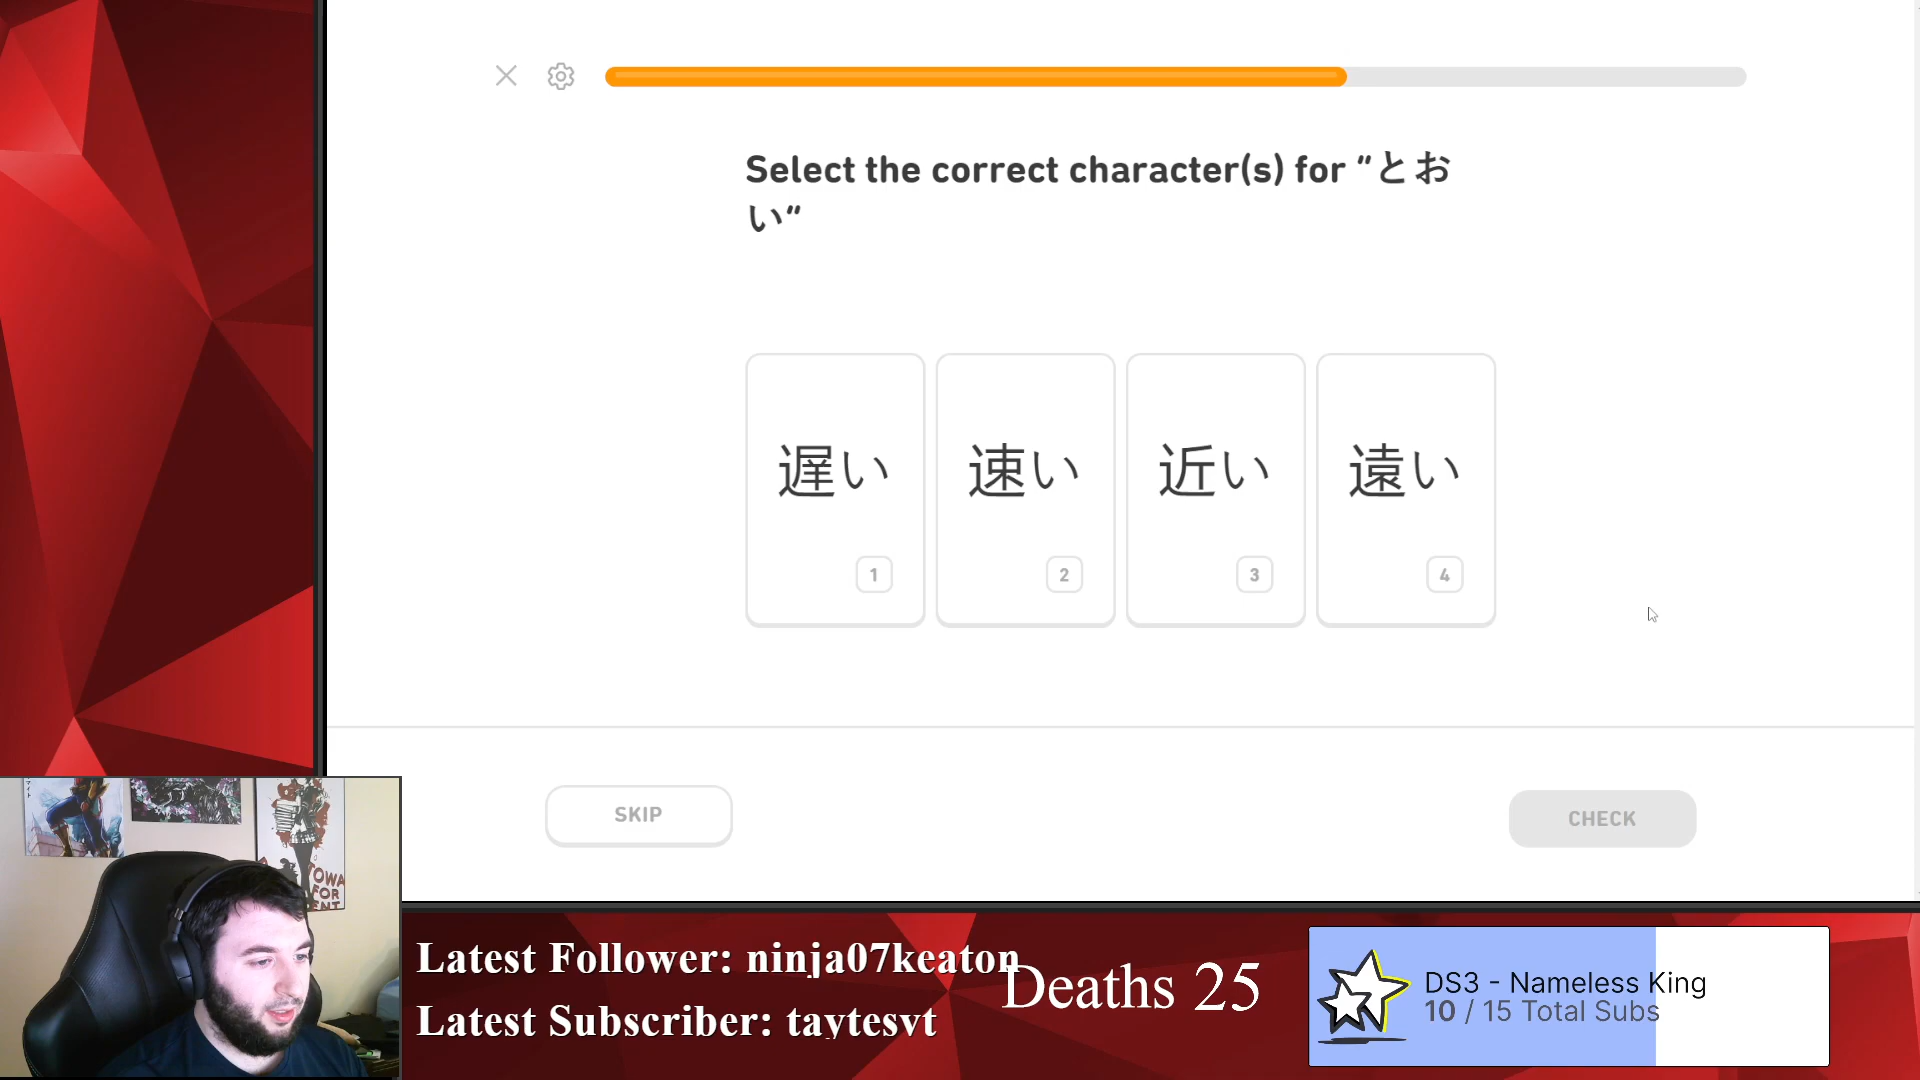 Select the correct character(s) for "とお
い"
遅い
速い
近い
遠い
1
2
3
4
SKIP
CHECK
Latest Follower: ninja07keaton
Latest Subscriber: taytesvt
Deaths 25
DS3 - Nameless King
10 / 15 Total Subs